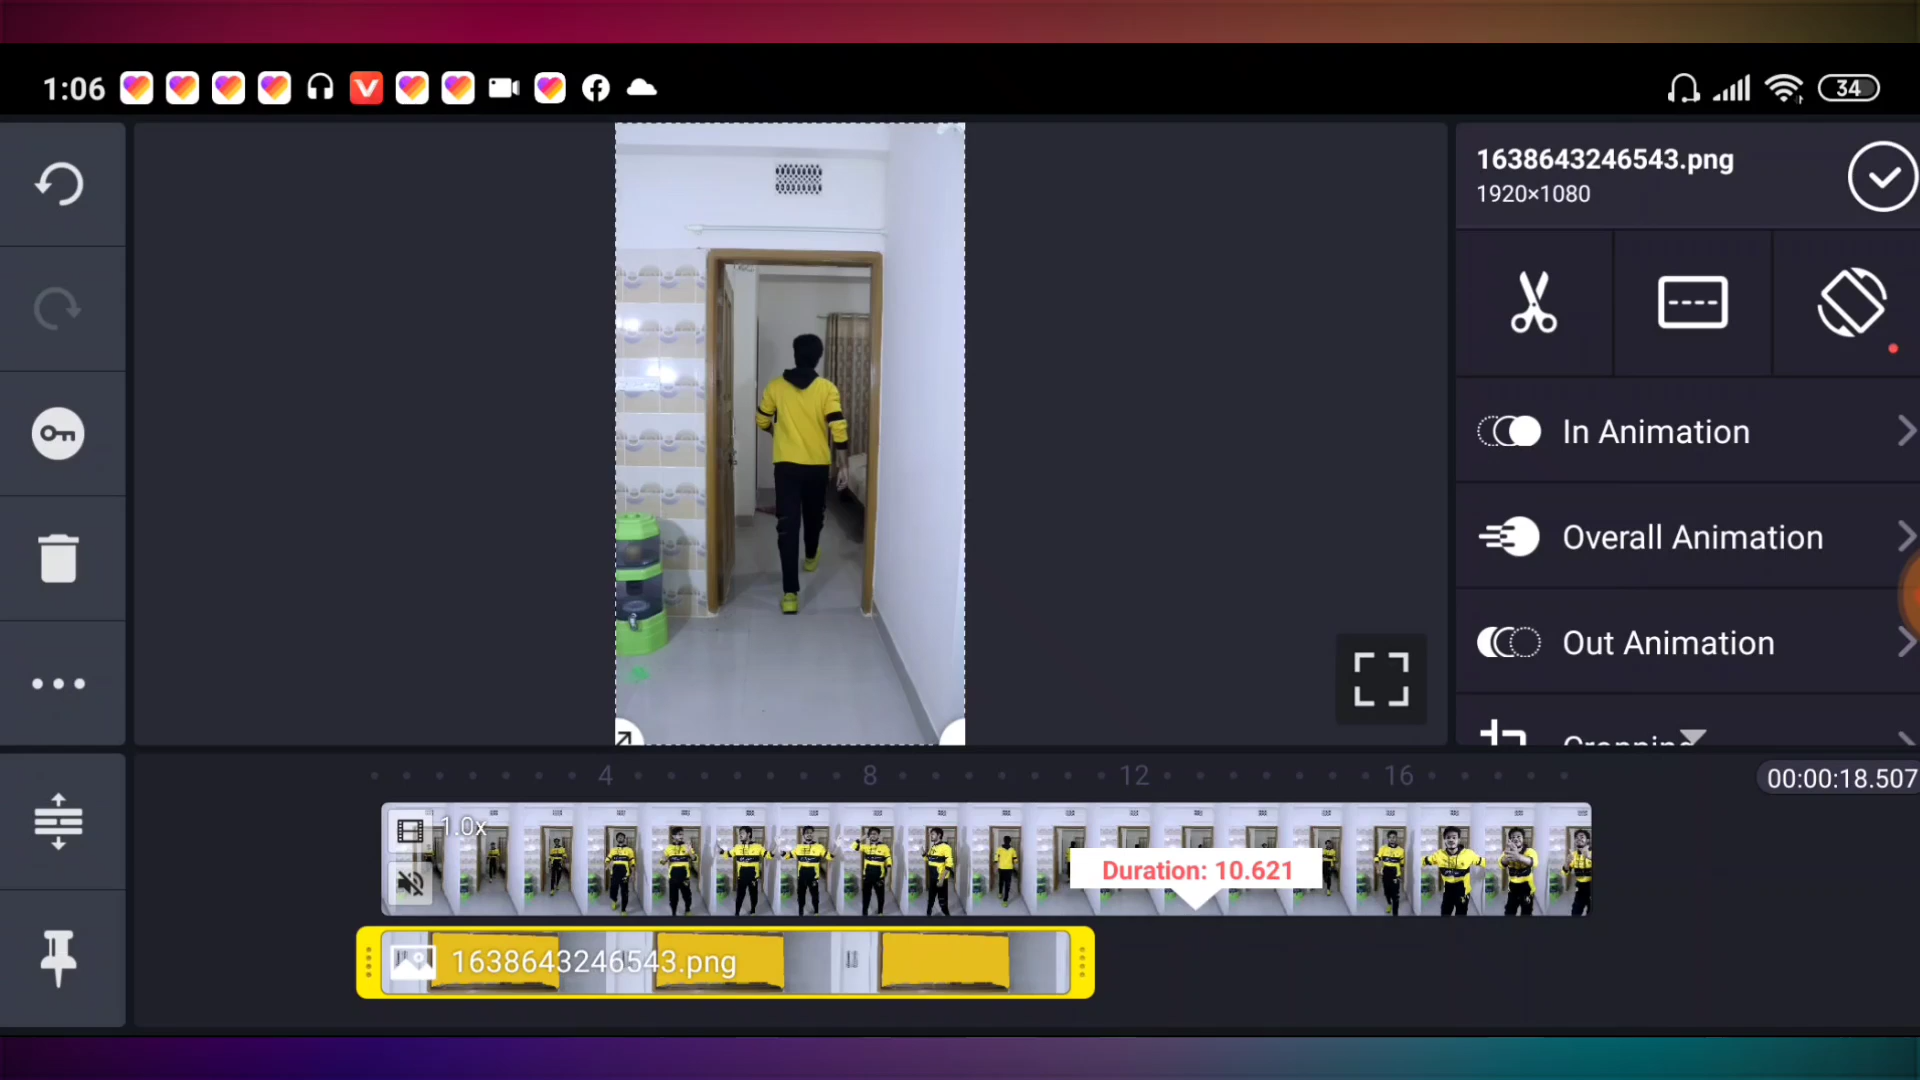 1:06
34
1638643246543.png
1920×1080
In Animation
Overall Animation
Out Animation
Cropping
4 8 12 16
00:00:18.507
1.0x
Duration: 10.621
1638643246543.png